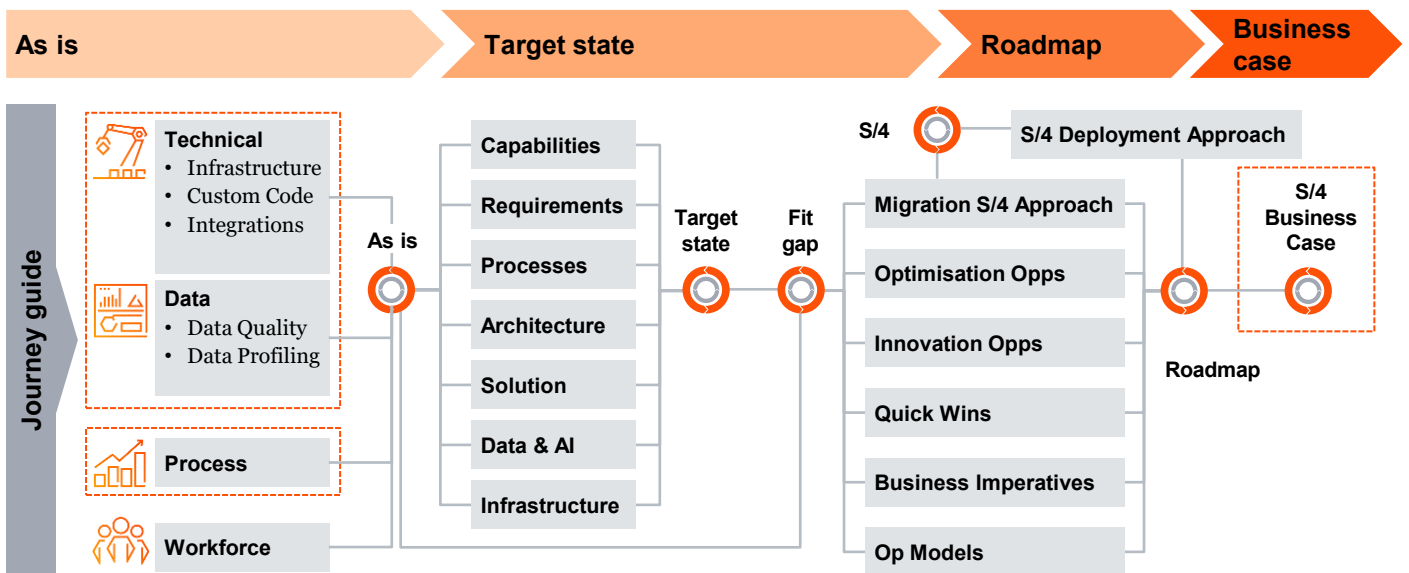 As is
Target state
Roadmap
Business
case
Journey guide
Technical
• Infrastructure
• Custom Code
• Integrations
Data
• Data Quality
• Data Profiling
Process
Workforce
As is
Capabilities
Requirements
Processes
Architecture
Solution
Data & AI
Infrastructure
Target
state
Fit
gap
S/4
S/4 Deployment Approach
Migration S/4 Approach
Optimisation Opps
Innovation Opps
Quick Wins
Business Imperatives
Op Models
Roadmap
S/4
Business
Case